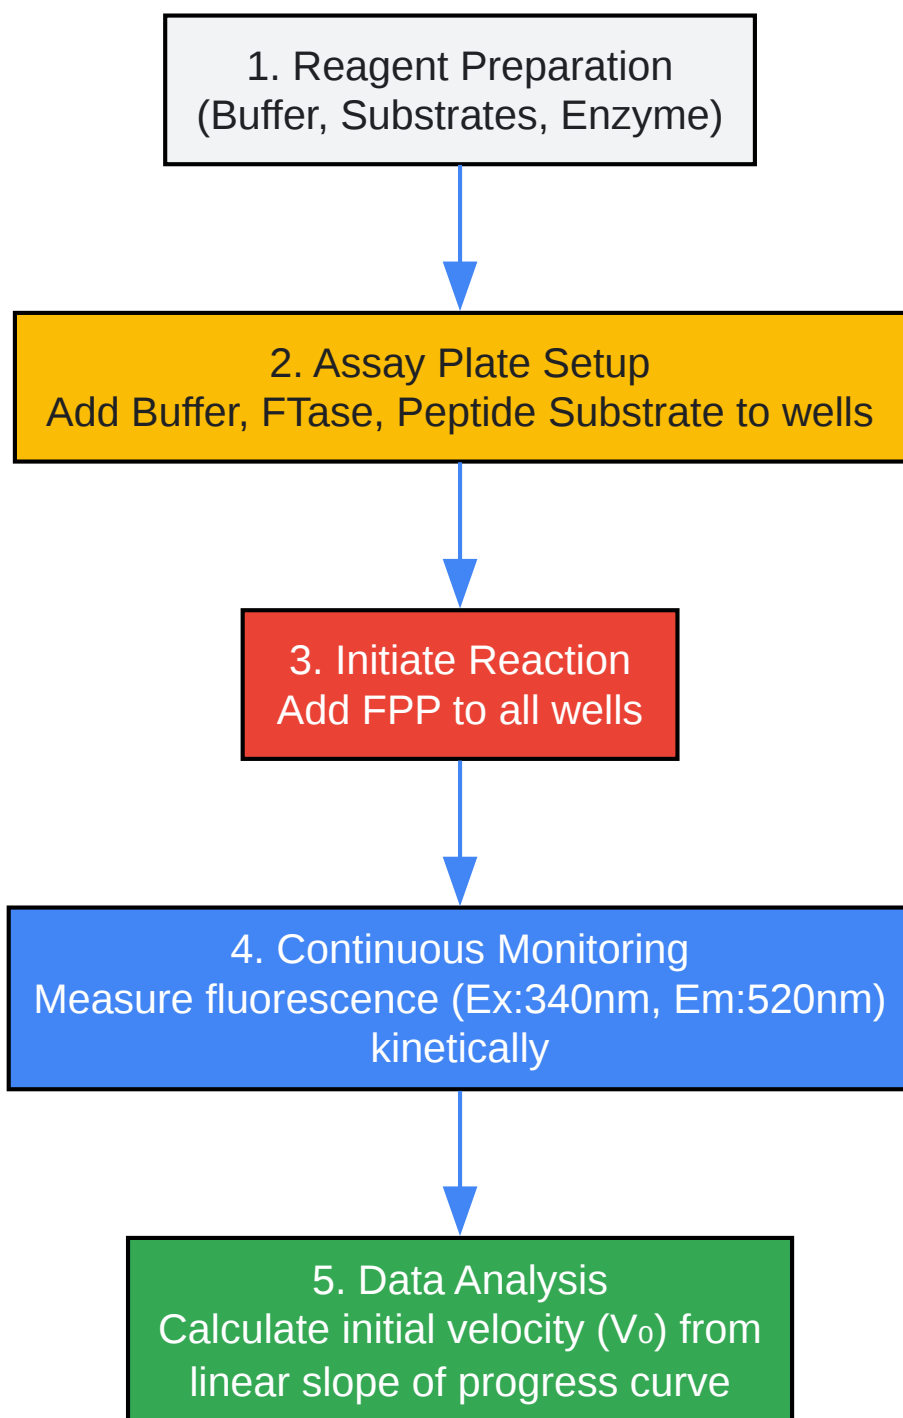 1. Reagent Preparation
(Buffer, Substrates, Enzyme)
2. Assay Plate Setup
Add Buffer, FTase, Peptide Substrate to wells
3. Initiate Reaction
Add FPP to all wells
4. Continuous Monitoring
Measure fluorescence (Ex:340nm, Em:520nm)
kinetically
5. Data Analysis
Calculate initial velocity (V₀) from
linear slope of progress curve